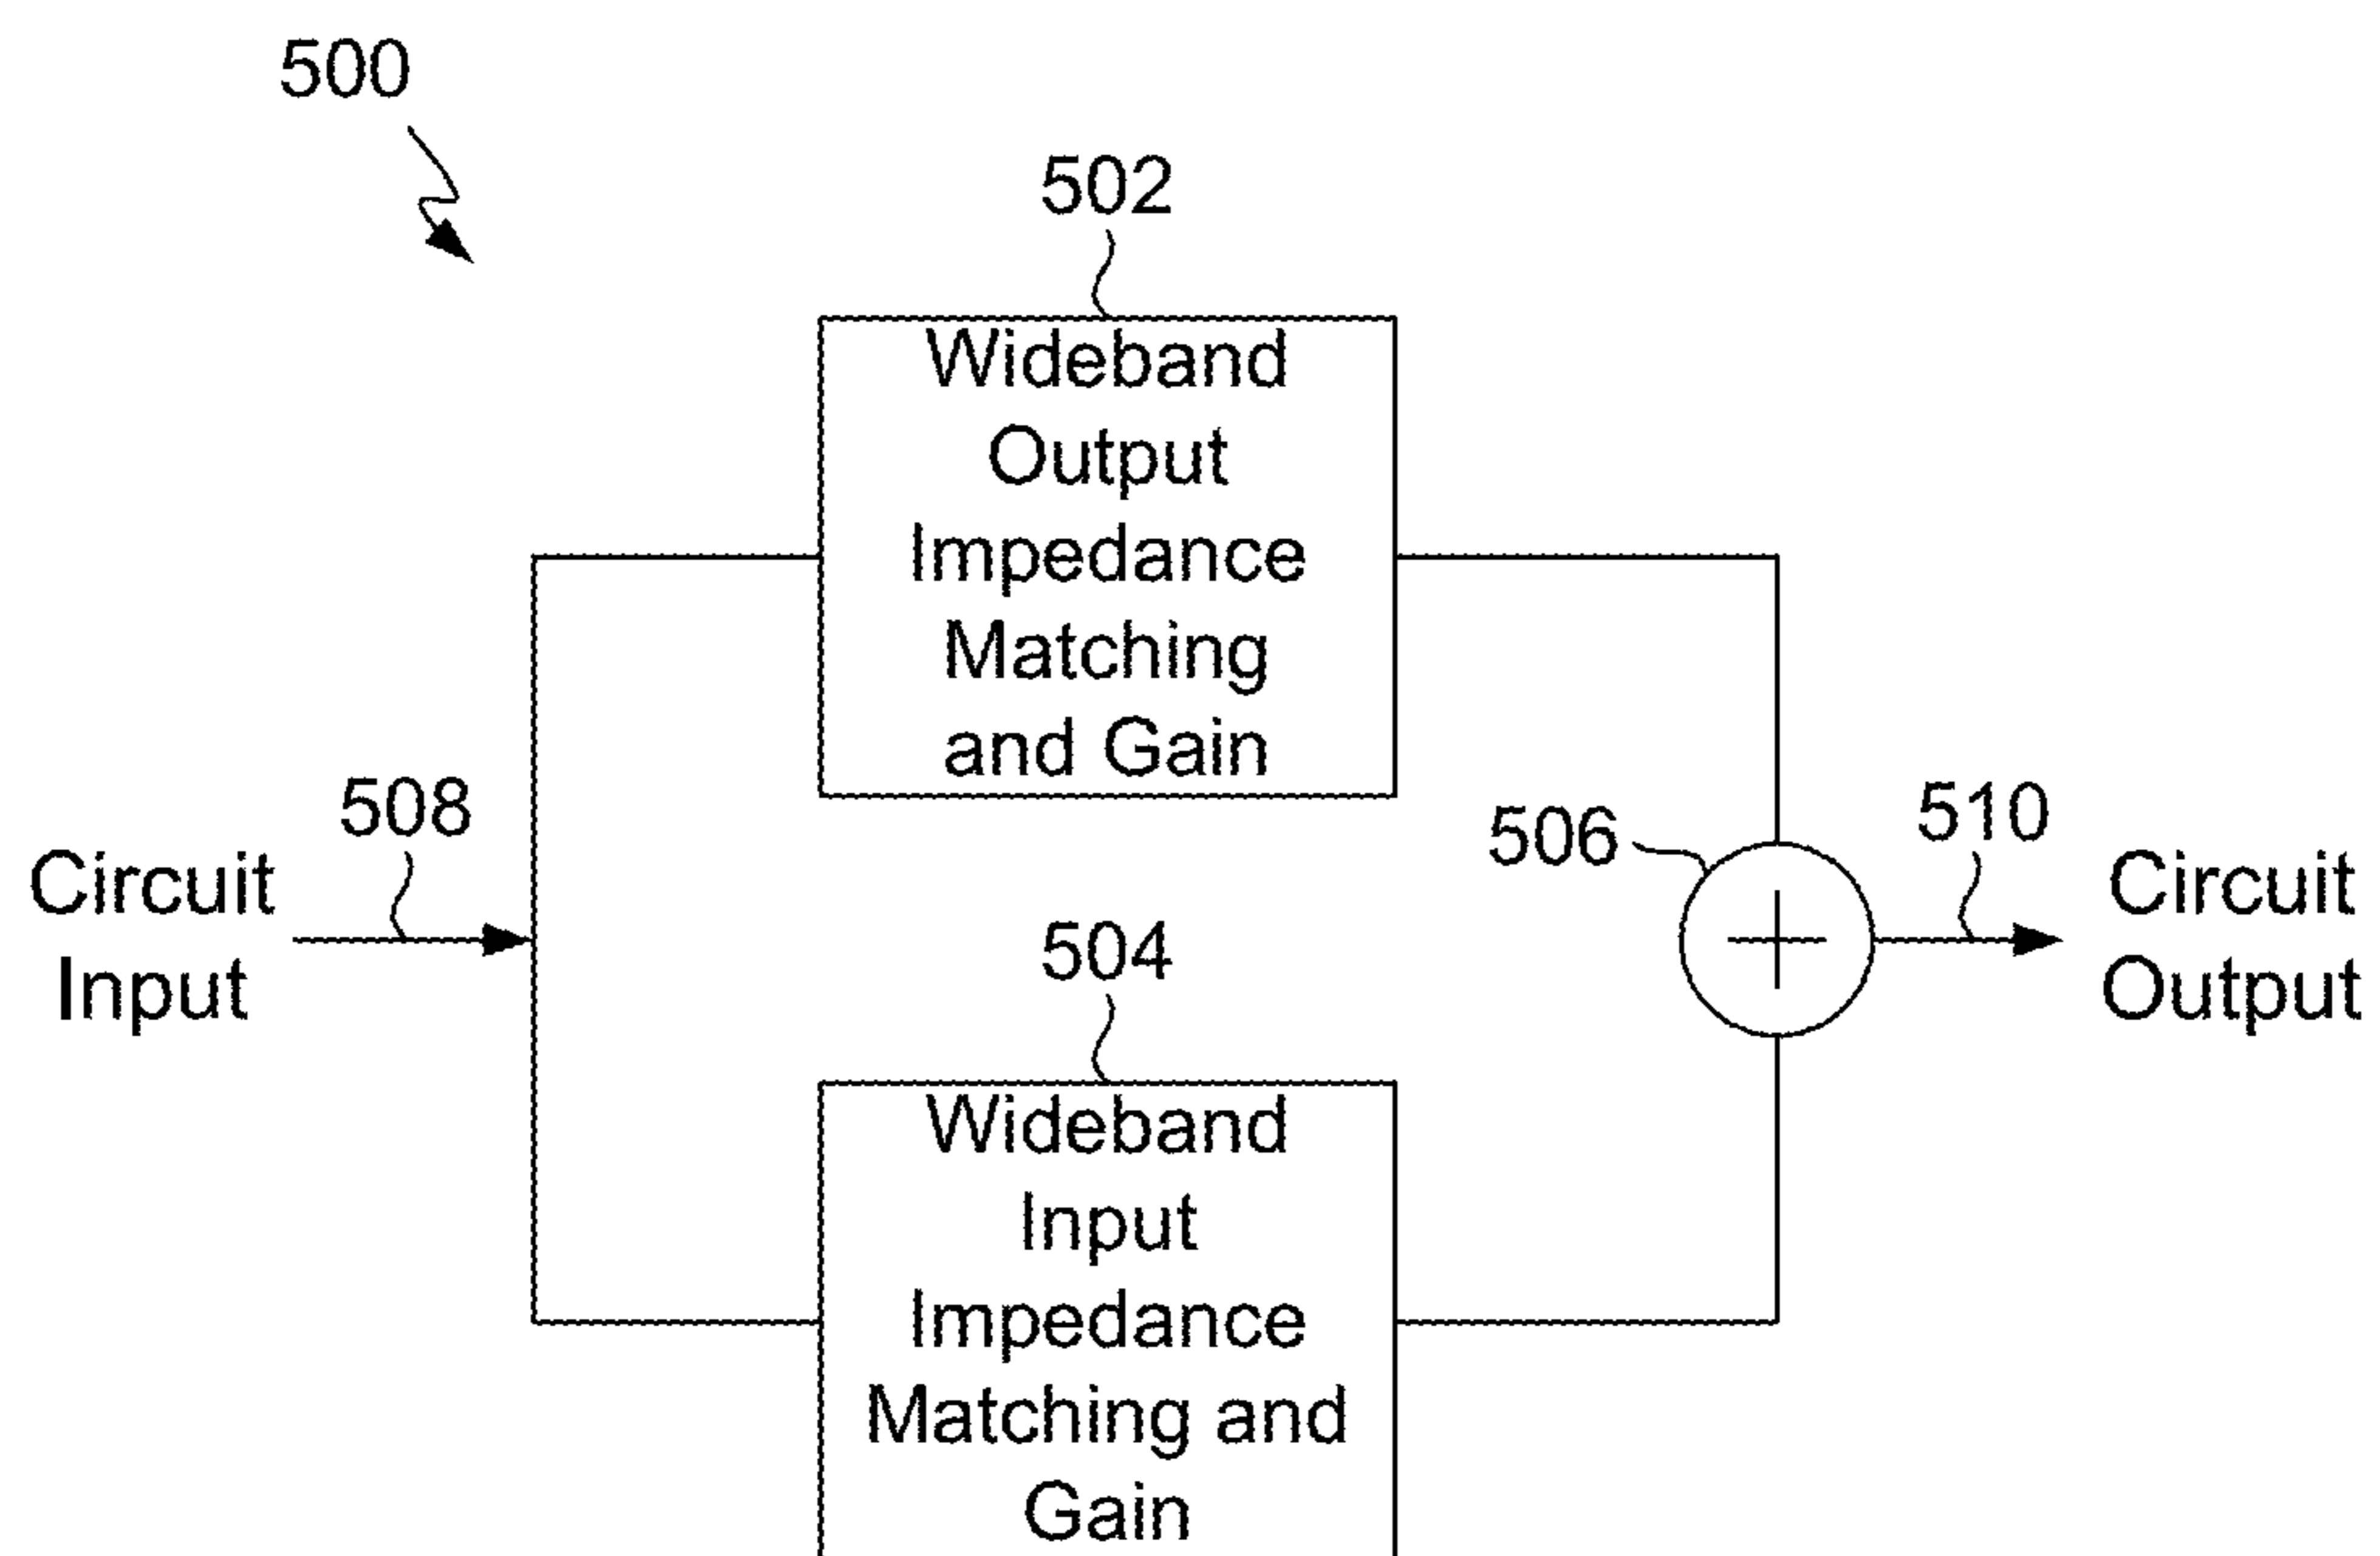 500
502
Wideband
Output
Impedance
Matching
and Gain
508
Circuit
Input
506
510
Circuit
Output
504
Wideband
Input
Impedance
Matching and
Gain